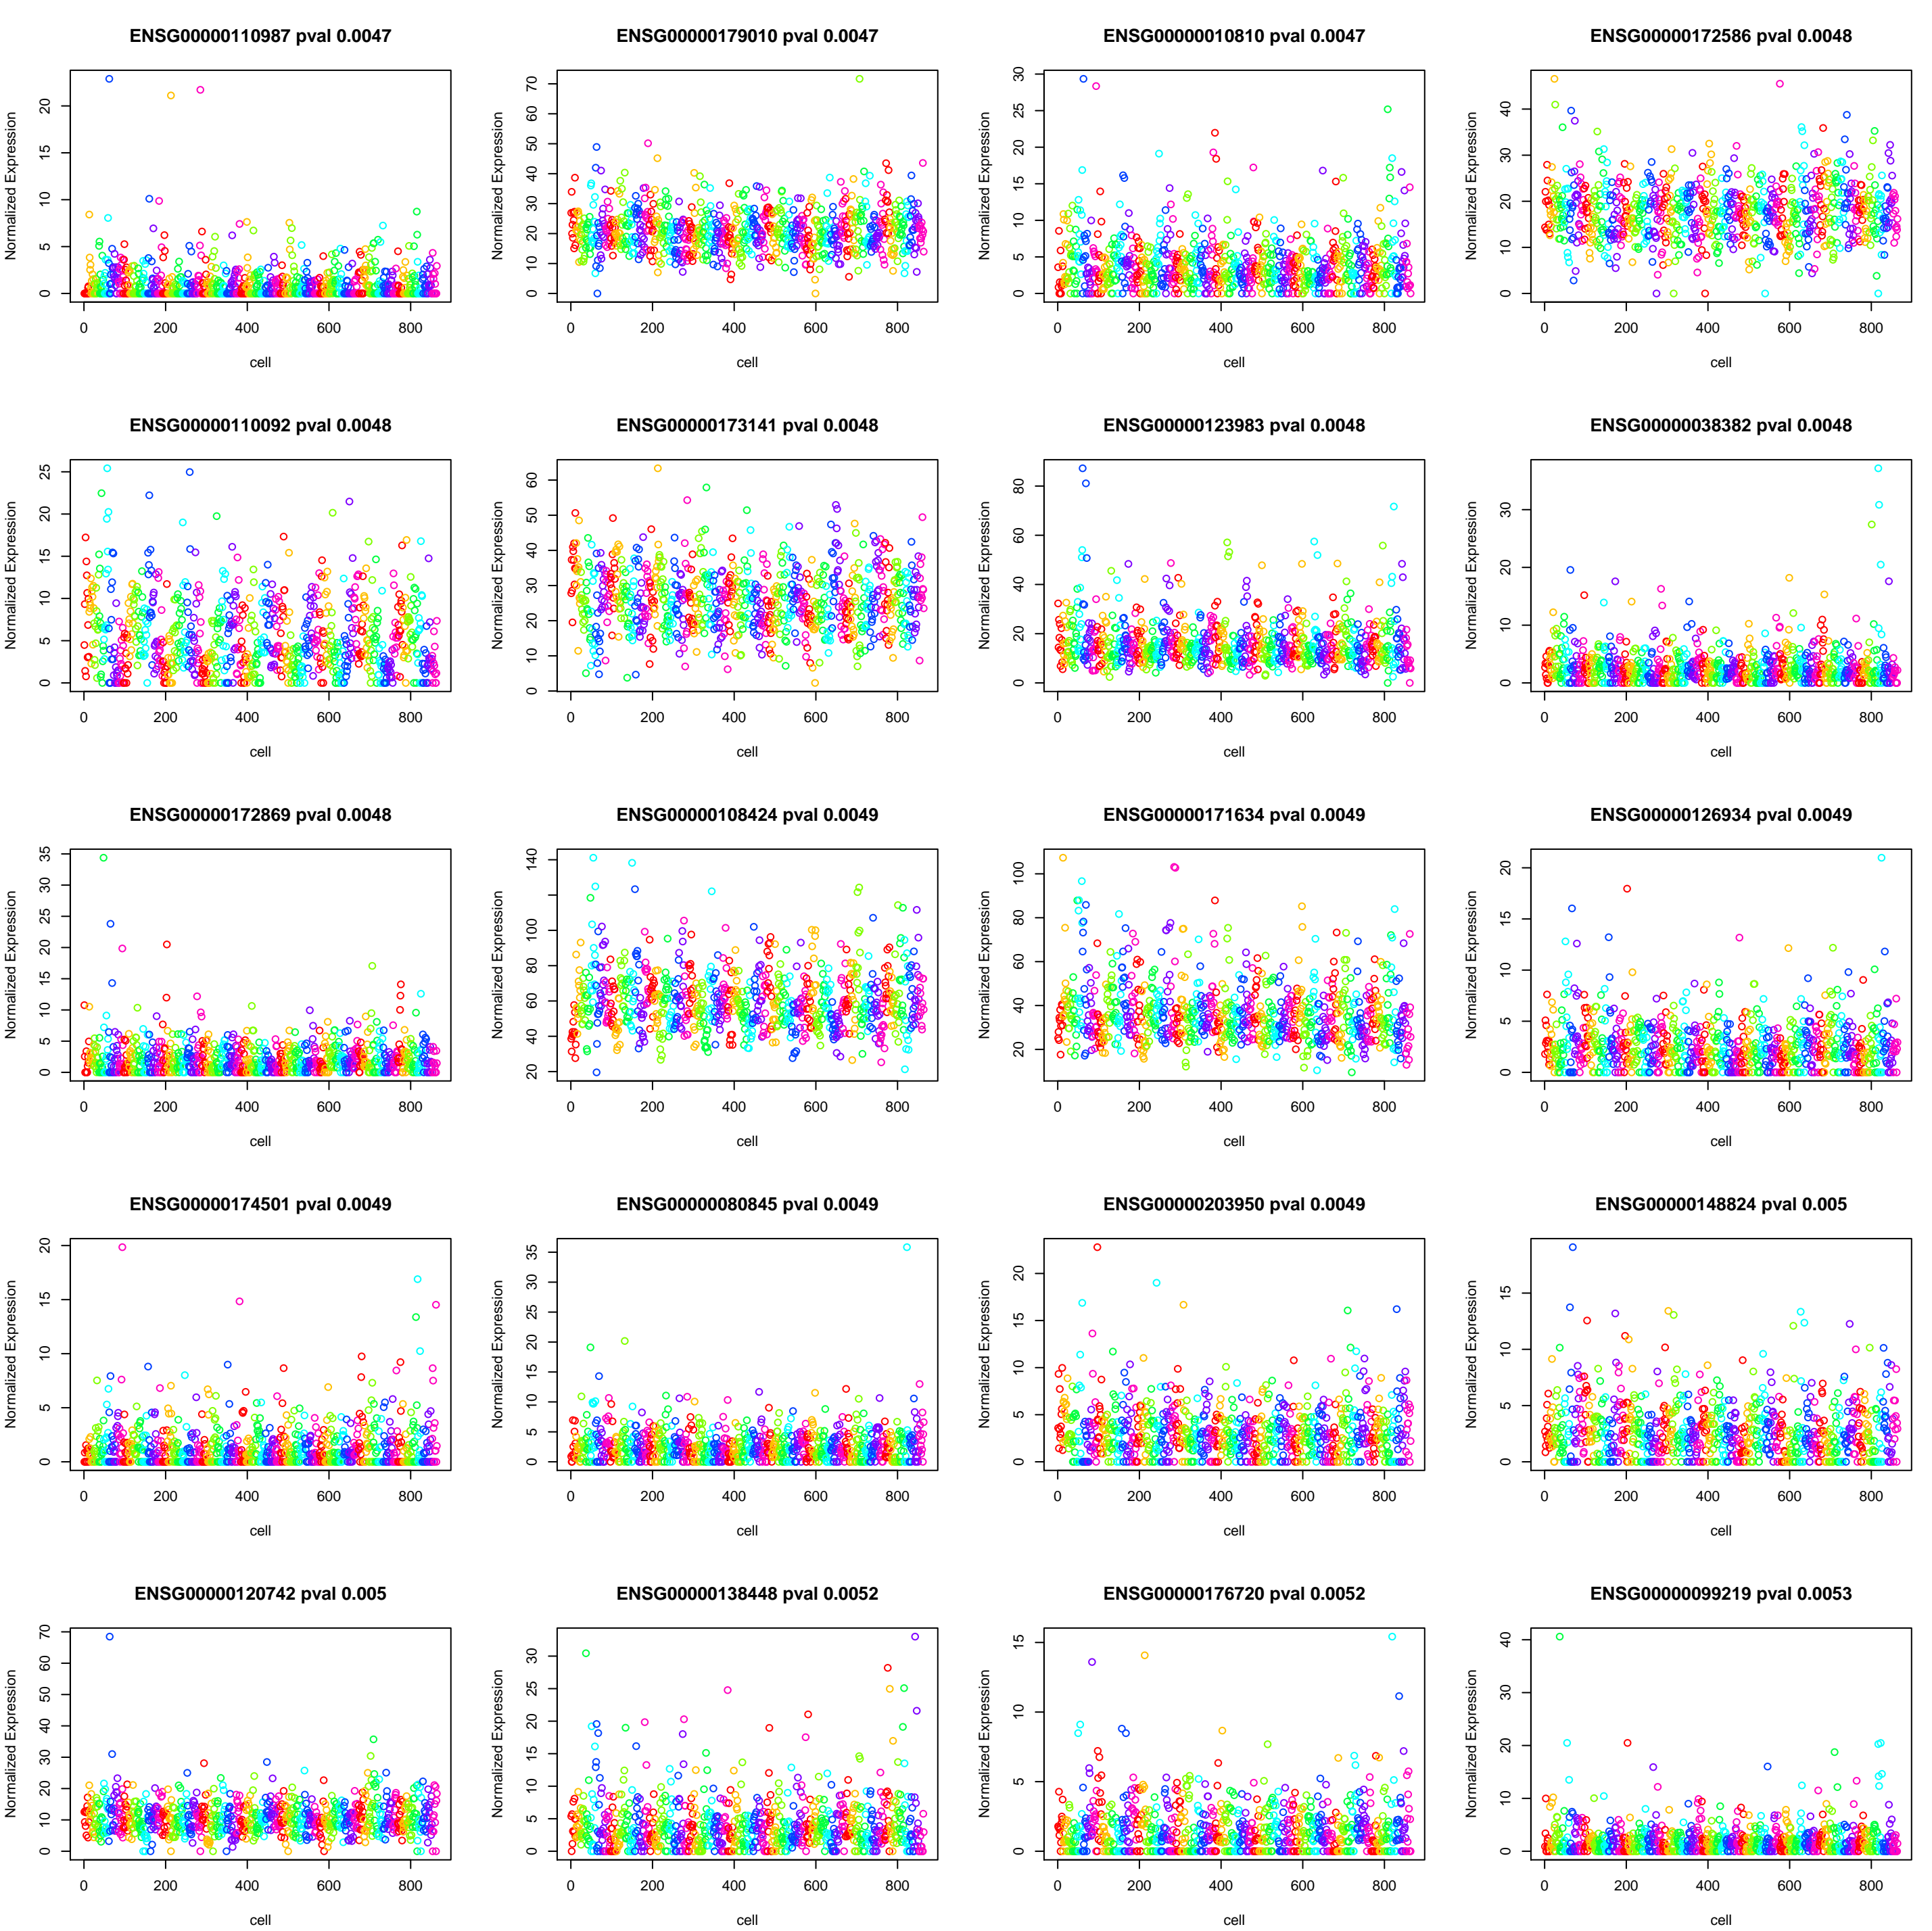 ENSG00000110987 pval 0.0047
Normalized Expression
0 5 10 15 20
0 200 400 600 800
cell
ENSG00000179010 pval 0.0047
Normalized Expression
0 10 20 30 40 50 60 70
0 200 400 600 800
cell
ENSG00000010810 pval 0.0047
Normalized Expression
0 5 10 15 20 25 30
0 200 400 600 800
cell
ENSG00000172586 pval 0.0048
Normalized Expression
0 10 20 30 40
0 200 400 600 800
cell
ENSG00000110092 pval 0.0048
Normalized Expression
0 5 10 15 20 25
0 200 400 600 800
cell
ENSG00000173141 pval 0.0048
Normalized Expression
0 10 20 30 40 50 60
0 200 400 600 800
cell
ENSG00000123983 pval 0.0048
Normalized Expression
0 20 40 60 80
0 200 400 600 800
cell
ENSG00000038382 pval 0.0048
Normalized Expression
0 10 20 30
0 200 400 600 800
cell
ENSG00000172869 pval 0.0048
Normalized Expression
0 5 10 15 20 25 30 35
0 200 400 600 800
cell
ENSG00000108424 pval 0.0049
Normalized Expression
20 40 60 80 100 140
0 200 400 600 800
cell
ENSG00000171634 pval 0.0049
Normalized Expression
20 40 60 80 100
0 200 400 600 800
cell
ENSG00000126934 pval 0.0049
Normalized Expression
0 5 10 15 20
0 200 400 600 800
cell
ENSG00000174501 pval 0.0049
Normalized Expression
0 5 10 15 20
0 200 400 600 800
cell
ENSG00000080845 pval 0.0049
Normalized Expression
0 5 10 15 20 25 30 35
0 200 400 600 800
cell
ENSG00000203950 pval 0.0049
Normalized Expression
0 5 10 15 20
0 200 400 600 800
cell
ENSG00000148824 pval 0.005
Normalized Expression
0 5 10 15
0 200 400 600 800
cell
ENSG00000120742 pval 0.005
Normalized Expression
0 10 20 30 40 50 60 70
0 200 400 600 800
cell
ENSG00000138448 pval 0.0052
Normalized Expression
0 5 10 15 20 25 30
0 200 400 600 800
cell
ENSG00000176720 pval 0.0052
Normalized Expression
0 5 10 15
0 200 400 600 800
cell
ENSG00000099219 pval 0.0053
Normalized Expression
0 10 20 30 40
0 200 400 600 800
cell